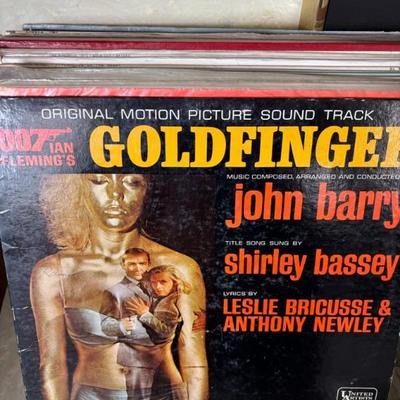 ORIGINAL MOTION PICTURE SOUND TRACK
007
IAN
FLEMING'S
GOLDFINGER
MUSIC COMPOSED, ARRANGED AND CONDUCTED
john barry
TITLE SONG SUNG BY
shirley bassey
LYRICS BY
LESLIE BRICUSSE &
ANTHONY NEWLEY
UNITED
ARTISTS